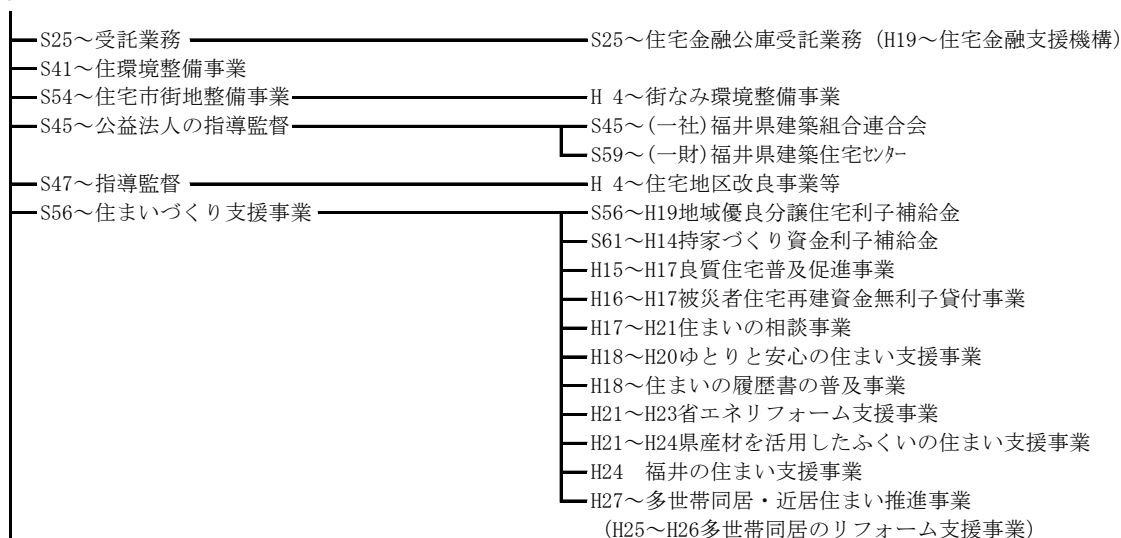 S25～受託業務 S25～住宅金融公庫受託業務 (H19～住宅金融支援機構)
S41～住環境整備事業
S54～住宅市街地整備事業 H 4～街なみ環境整備事業
S45～公益法人の指導監督 S45～(一社)福井県建築組合連合会
S59～(一財)福井県建築住宅ｾﾝﾀｰ
S47～指導監督 H 4～住宅地区改良事業等
S56～住まいづくり支援事業 S56～H19地域優良分譲住宅利子補給金
S61～H14持家づくり資金利子補給金
H15～H17良質住宅普及促進事業
H16～H17被災者住宅再建資金無利子貸付事業
H17～H21住まいの相談事業
H18～H20ゆとりと安心の住まい支援事業
H18～住まいの履歴書の普及事業
H21～H23省エネリフォーム支援事業
H21～H24県産材を活用したふくいの住まい支援事業
H24　福井の住まい支援事業
H27～多世帯同居・近居住まい推進事業
(H25～H26多世帯同居のリフォーム支援事業)